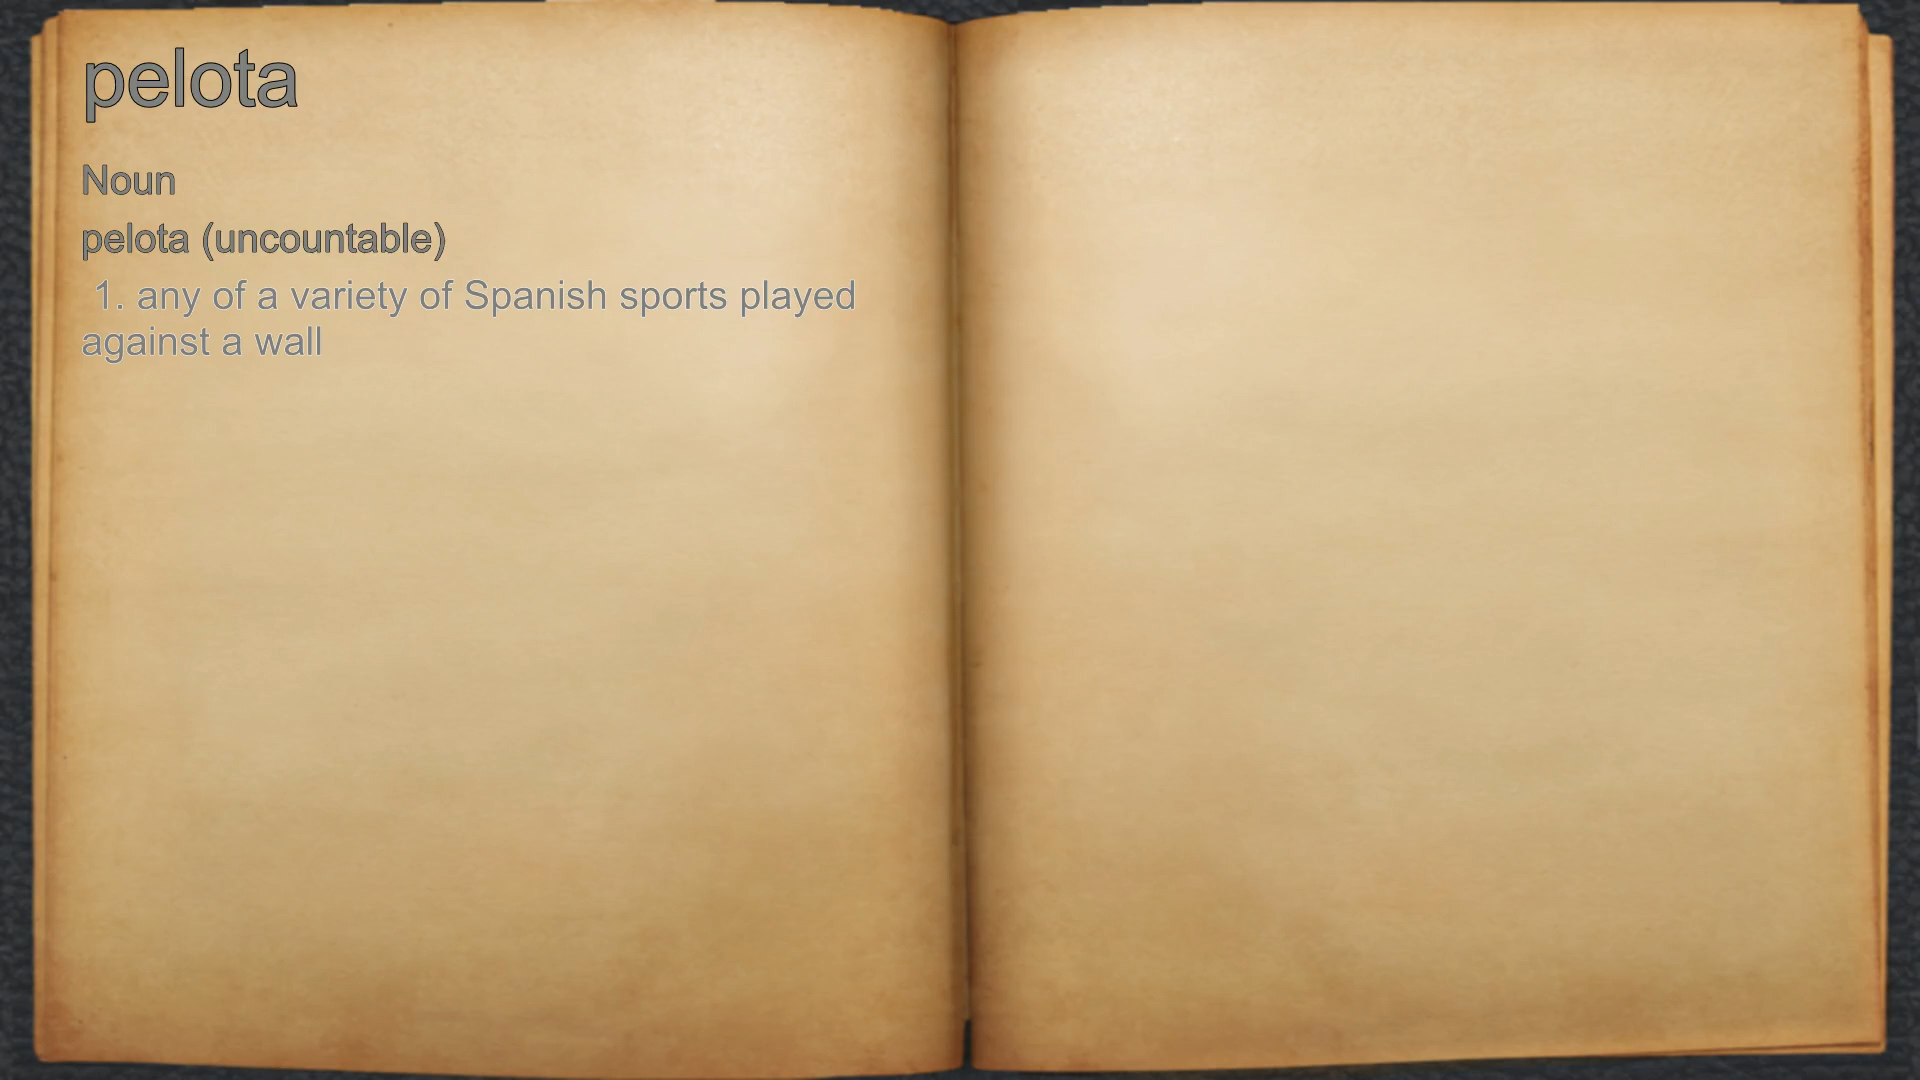 pelota
Noun
pelota (uncountable)
1. any of a variety of Spanish sports played
against a wall